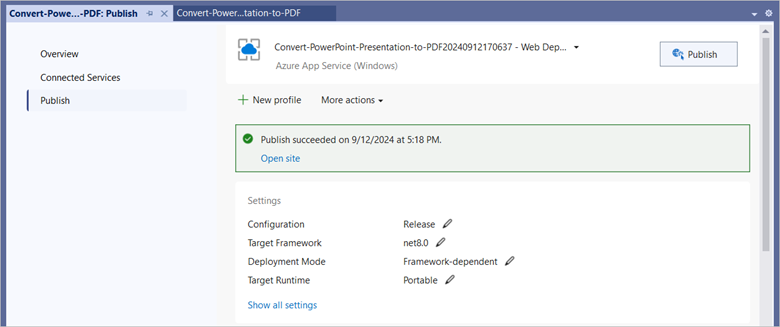 Convert-Powe...-PDF: Publish
Convert-Power...tation-to-PDF
Overview
Connected Services
Publish
Convert-PowerPoint-Presentation-to-PDF20240912170637 - Web Dep...
Azure App Service (Windows)
Publish
New profile
More actions
Publish succeeded on 9/12/2024 at 5:18 PM.
Open site
Settings
Configuration Release
Target Framework net8.0
Deployment Mode Framework-dependent
Target Runtime Portable
Show all settings